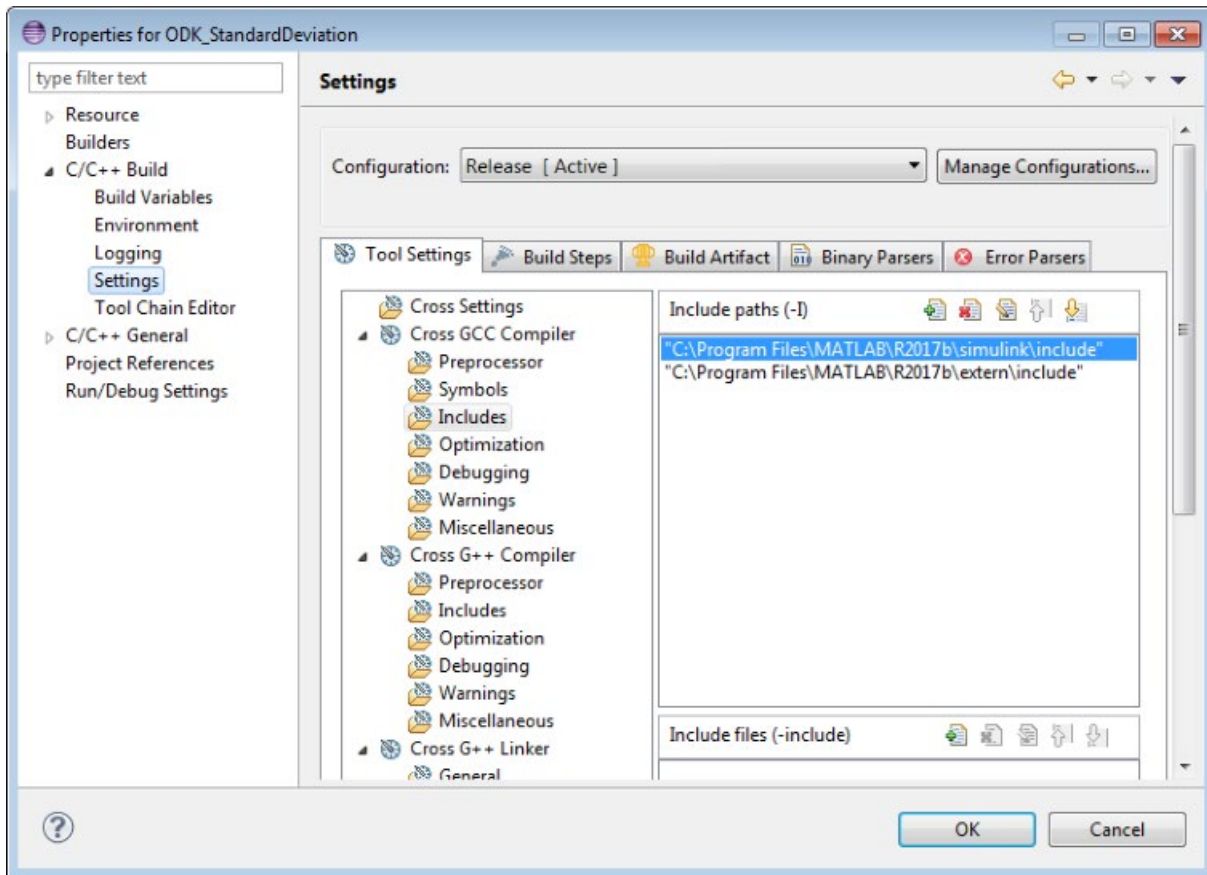 Properties for ODK_StandardDeviation
type filter text
Resource
Builders
C/C++ Build
Build Variables
Environment
Logging
Settings
Tool Chain Editor
C/C++ General
Project References
Run/Debug Settings
Settings
Configuration: Release [ Active ] Manage Configurations...
Tool Settings Build Steps Build Artifact 010 Binary Parsers Error Parsers
Cross Settings
Cross GCC Compiler
Preprocessor
Symbols
Includes
Optimization
Debugging
Warnings
Miscellaneous
Cross G++ Compiler
Preprocessor
Includes
Optimization
Debugging
Warnings
Miscellaneous
Cross G++ Linker
General
Include paths (-I)
"C:\Program Files\MATLAB\R2017b\simulink\include"
"C:\Program Files\MATLAB\R2017b\extern\include"
Include files (-include)
? OK Cancel